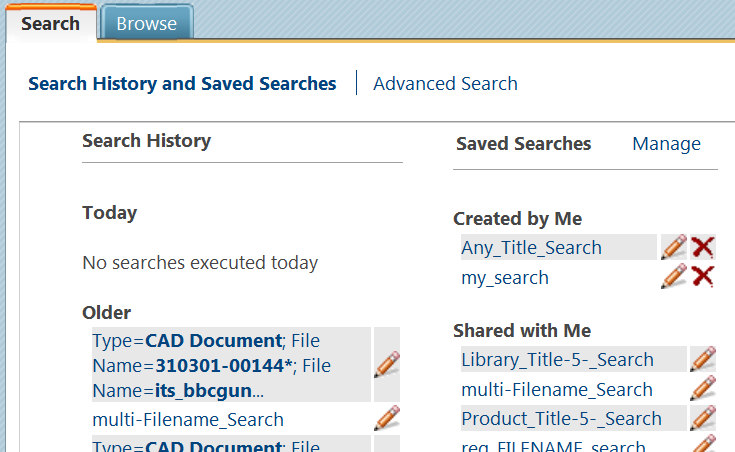 Search Browse
Search History and Saved Searches Advanced Search
Search History
Today
No searches executed today
Older
Type=CAD Document; File
Name=310301-00144*; File
Name=its_bbcgun...
multi-Filename_Search
Type=CAD Document; File
Saved Searches Manage
Created by Me
Any_Title_Search
my_search
Shared with Me
Library_Title-5-_Search
multi-Filename_Search
Product_Title-5-_Search
req_FILENAME_search